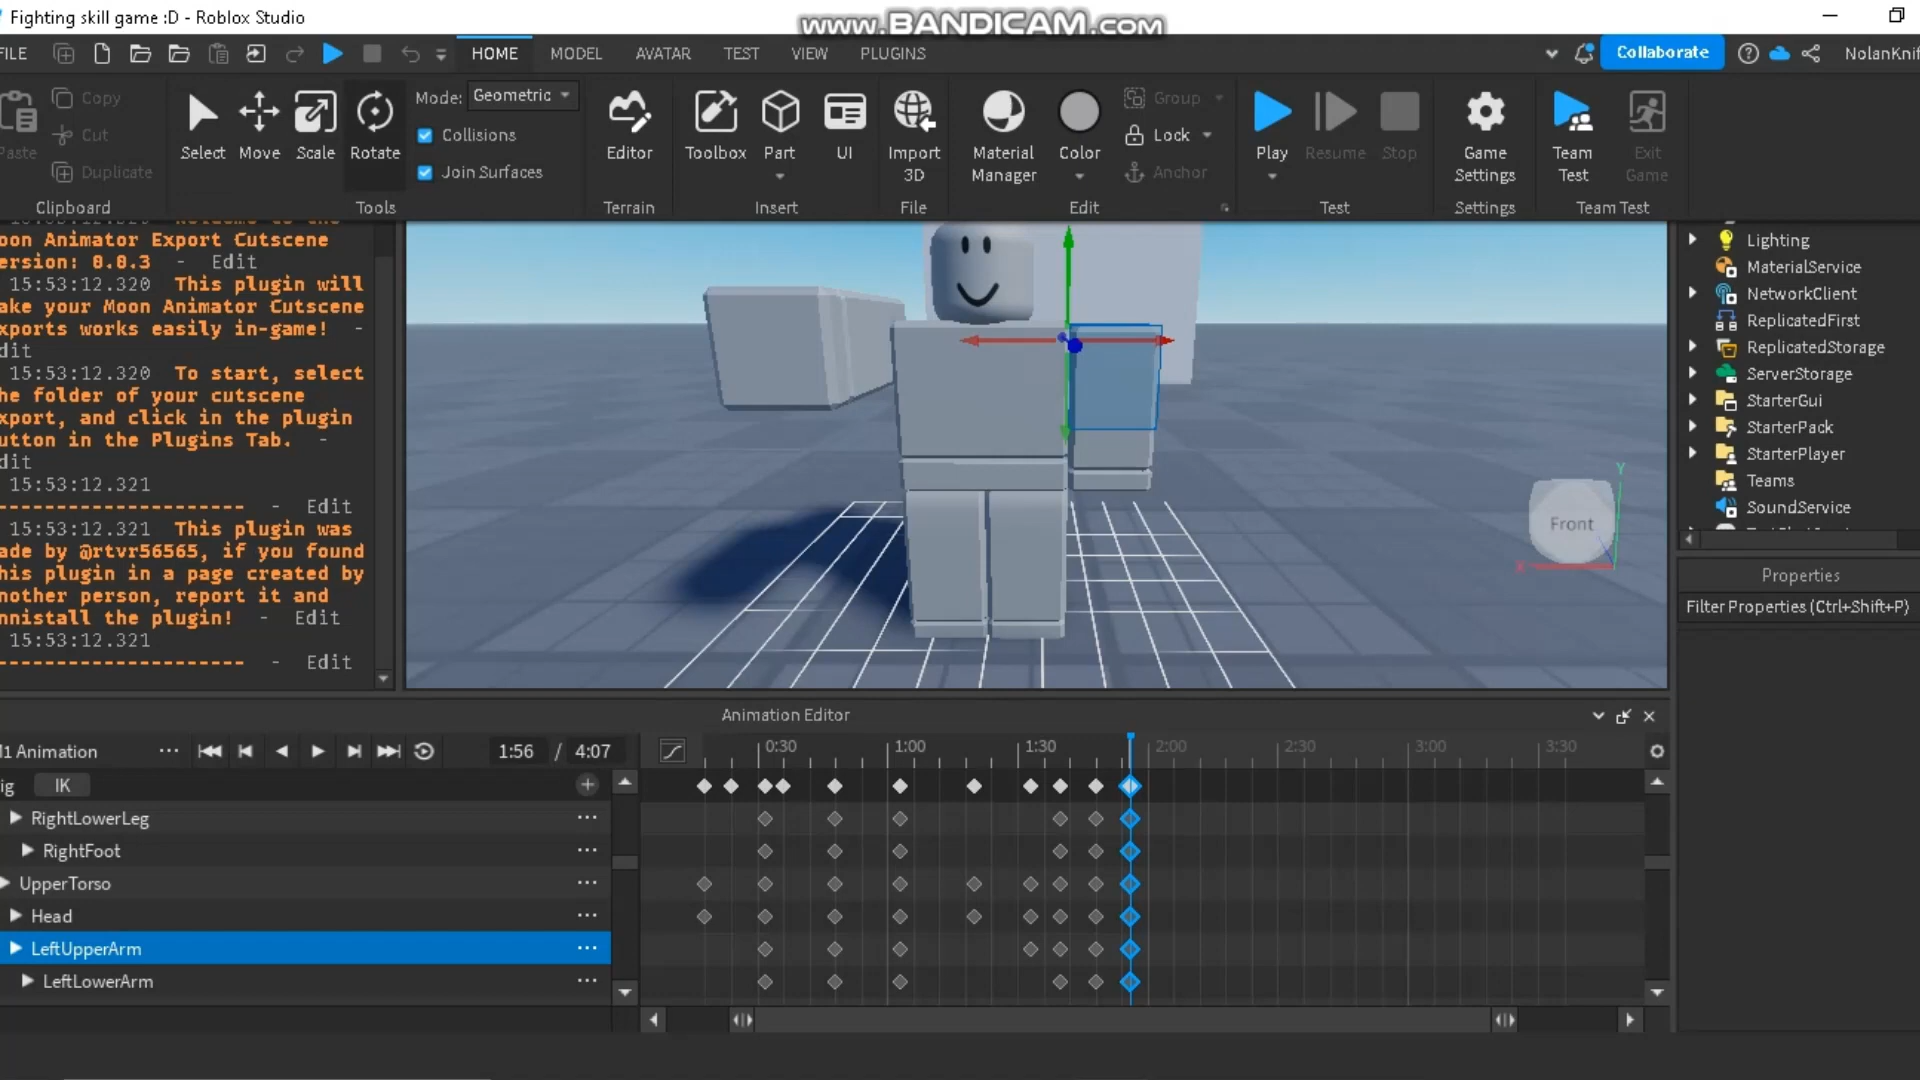 Fighting skill game :D - Roblox Studio
www.BANDICAM.com
FILE
HOME
MODEL
AVATAR
TEST
VIEW
PLUGINS
Collaborate
NolanKnif
Paste
Copy
Cut
Duplicate
Clipboard
Select
Move
Scale
Rotate
Mode:
Geometric
Collisions
Join Surfaces
Tools
Editor
Terrain
Toolbox
Part
UI
Insert
Import
3D
File
Material
Manager
Color
Group
Lock
Anchor
Edit
Play
Resume
Stop
Test
Game
Settings
Settings
Team
Test
Exit
Game
Team Test
oon Animator Export Cutscene
ersion: 0.0.3 - Edit
15:53:12.320 This plugin will
ake your Moon Animator Cutscene
xports works easily in-game! -
dit
15:53:12.320 To start, select
he folder of your cutscene
xport, and click in the plugin
utton in the Plugins Tab. -
dit
15:53:12.321
---------------------- - Edit
15:53:12.321 This plugin was
ade by @rtvr56565, if you found
his plugin in a page created by
nother person, report it and
nnistall the plugin! - Edit
15:53:12.321
---------------------- - Edit
Front
Y
X
Lighting
MaterialService
NetworkClient
ReplicatedFirst
ReplicatedStorage
ServerStorage
StarterGui
StarterPack
StarterPlayer
Teams
SoundService
Properties
Filter Properties (Ctrl+Shift+P)
Animation Editor
1 Animation
1:56 / 4:07
0:30
1:00
1:30
2:00
2:30
3:00
3:30
ig
IK
RightLowerLeg
RightFoot
UpperTorso
Head
LeftUpperArm
LeftLowerArm